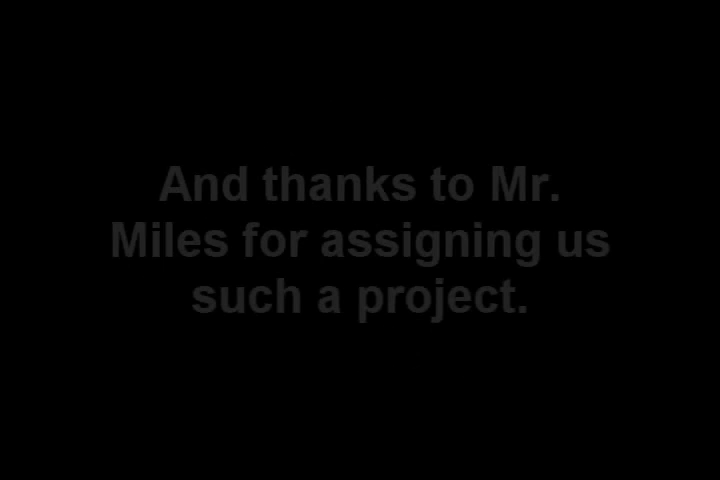 And thanks to Mr.
Miles for assigning us
such a project.